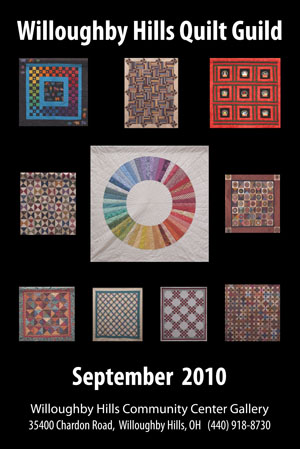 Willoughby Hills Quilt Guild
September 2010
Willoughby Hills Community Center Gallery
35400 Chardon Road, Willoughby Hills, OH (440) 918-8730